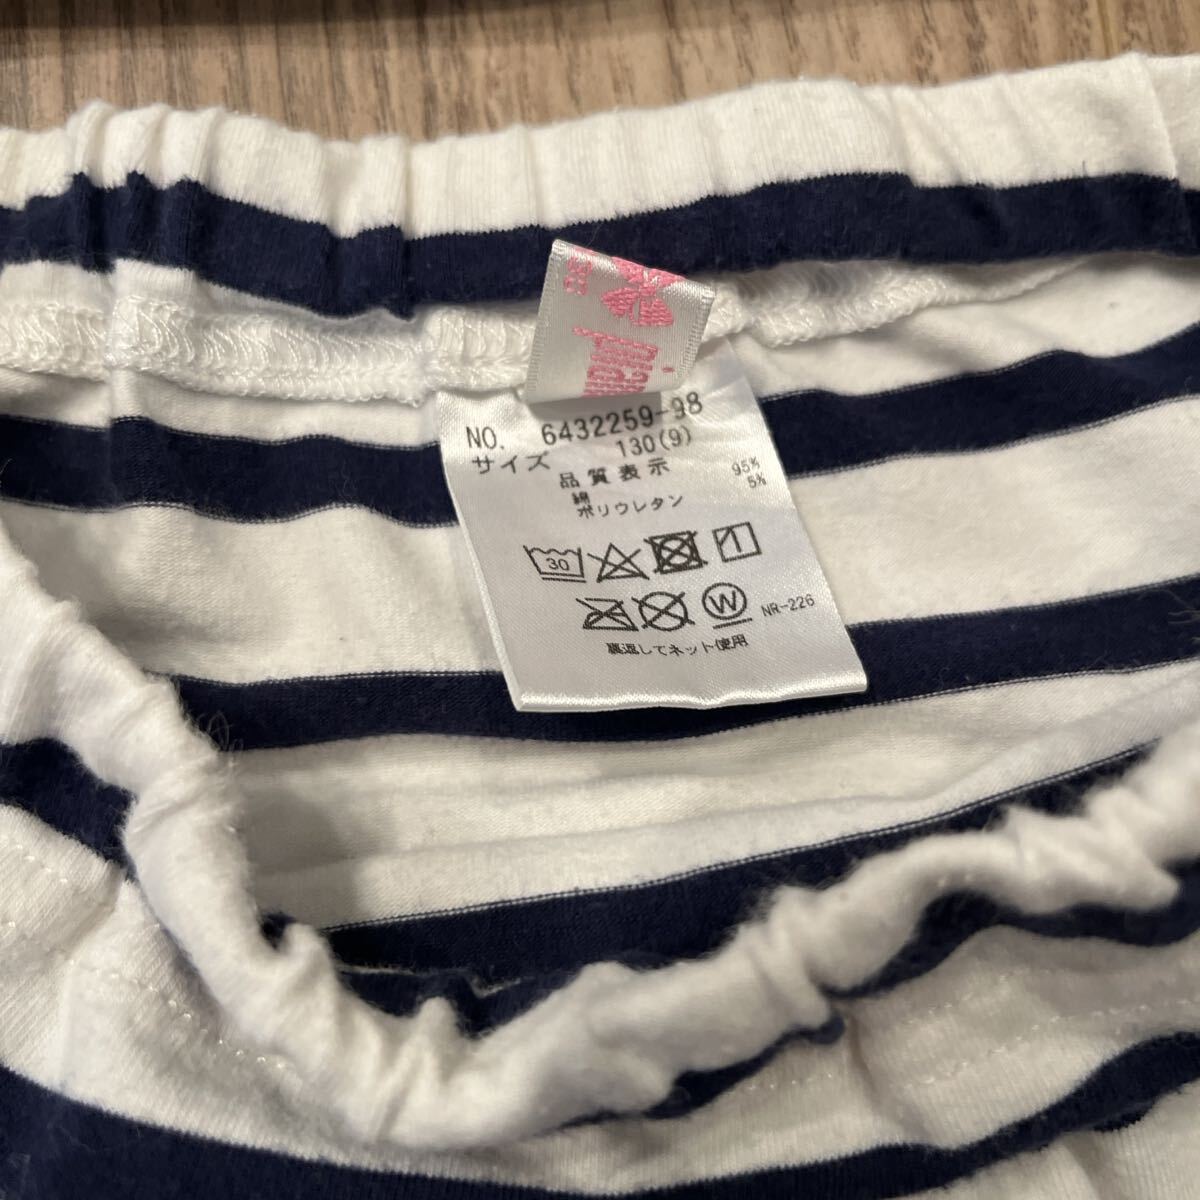 NO. 6432259-98
サイズ 130(9)
品質表示
綿 95%
ポリウレタン 5%
30
W
NR-226
裏返してネット使用